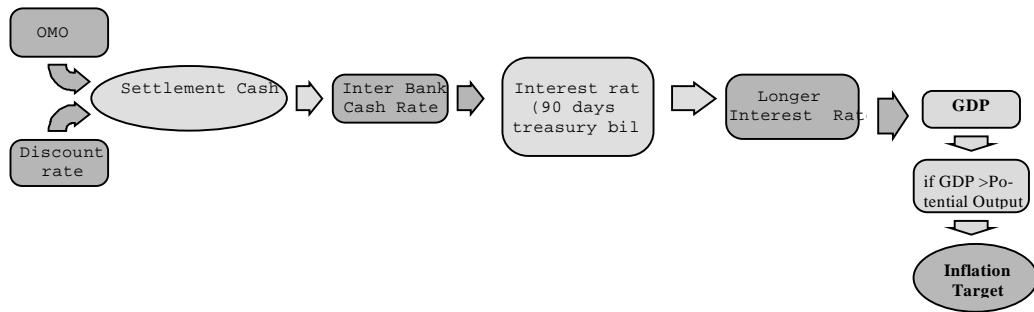 OMO
Settlement Cash
Discount
rate
Inter Bank
Cash Rate
Interest rat
(90 days
treasury bil
Longer
Interest Rat
GDP
if GDP >Po-
tential Output
Inflation
Target